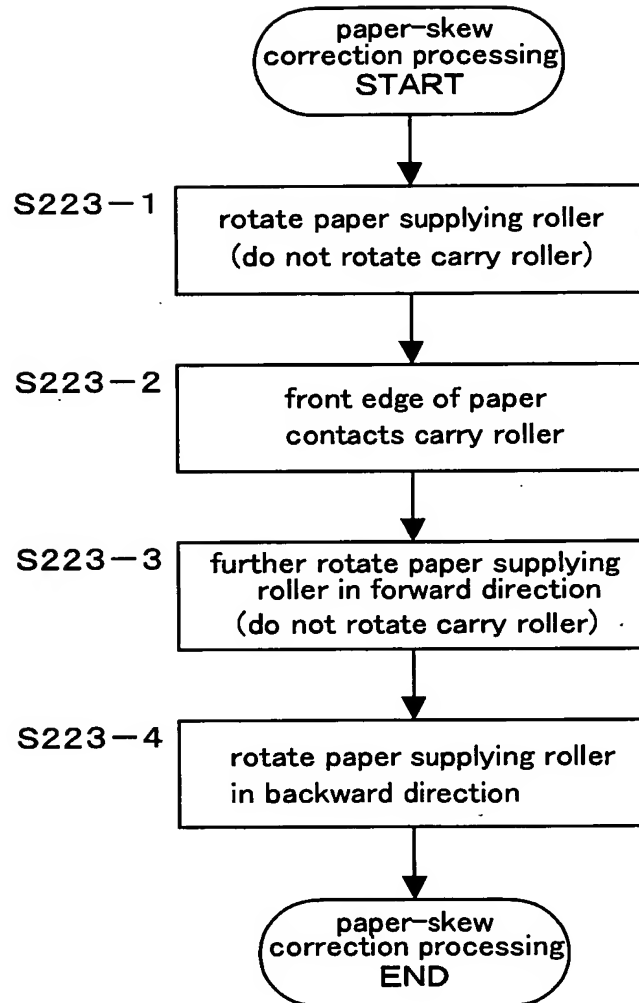 paper-skew
correction processing
START
S223-1
rotate paper supplying roller
(do not rotate carry roller)
S223-2
front edge of paper
contacts carry roller
S223-3
further rotate paper supplying
roller in forward direction
(do not rotate carry roller)
S223-4
rotate paper supplying roller
in backward direction
paper-skew
correction processing
END